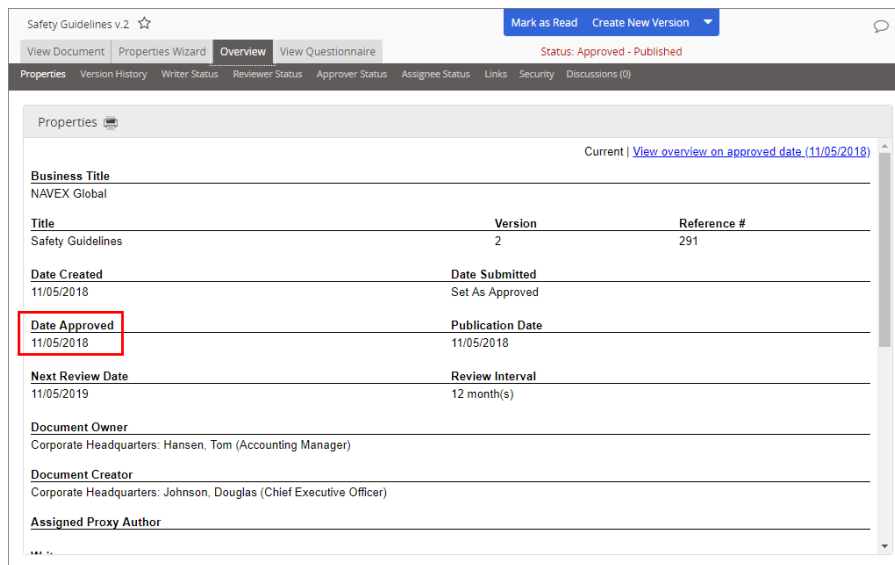 Safety Guidelines v.2
Mark as Read Create New Version
View Document Properties Wizard Overview View Questionnaire
Status: Approved - Published
Properties Version History Writer Status Reviewer Status Approver Status Assignee Status Links Security Discussions (0)
Properties
Current | View overview on approved date (11/05/2018)
Business Title
NAVEX Global
Title Version Reference #
Safety Guidelines 2 291
Date Created Date Submitted
11/05/2018 Set As Approved
Date Approved Publication Date
11/05/2018 11/05/2018
Next Review Date Review Interval
11/05/2019 12 month(s)
Document Owner
Corporate Headquarters: Hansen, Tom (Accounting Manager)
Document Creator
Corporate Headquarters: Johnson, Douglas (Chief Executive Officer)
Assigned Proxy Author